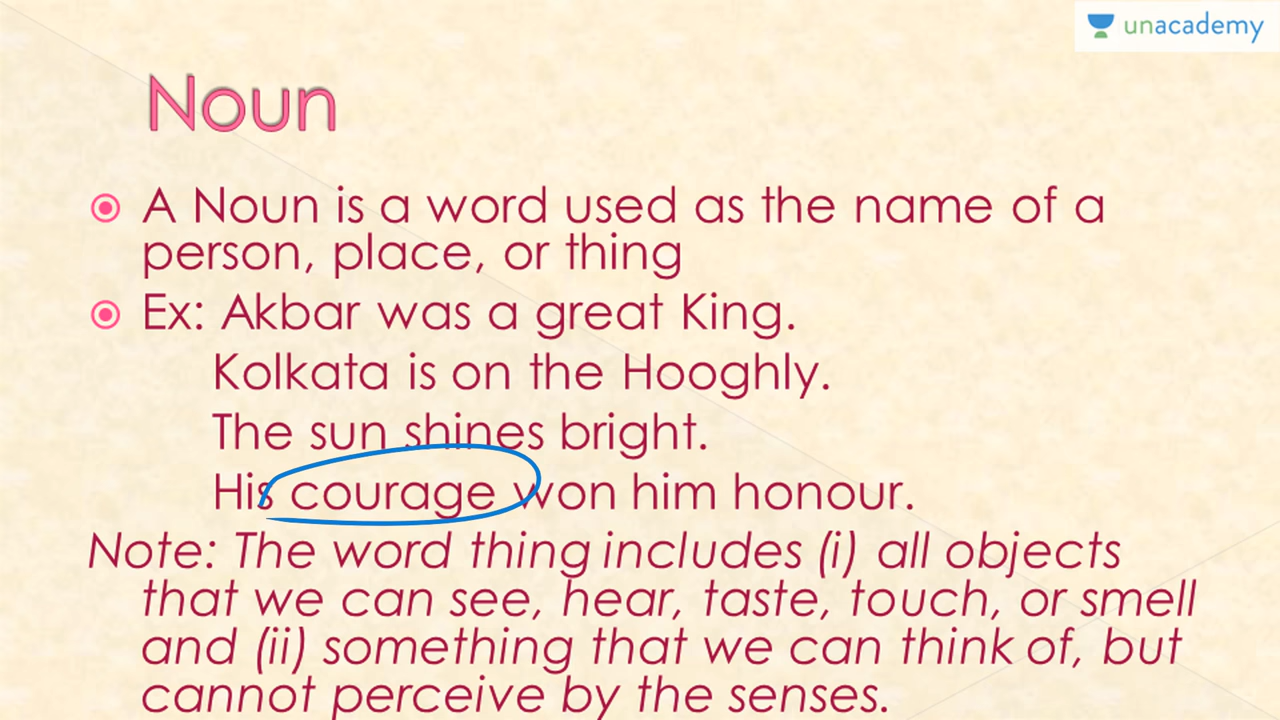 unacademy
Noun
A Noun is a word used as the name of a
person, place, or thing
Ex: Akbar was a great King.
Kolkata is on the Hooghly.
The sun shines bright.
His courage won him honour.
Note: The word thing includes (i) all objects
that we can see, hear, taste, touch, or smell
and (ii) something that we can think of, but
cannot perceive by the senses.